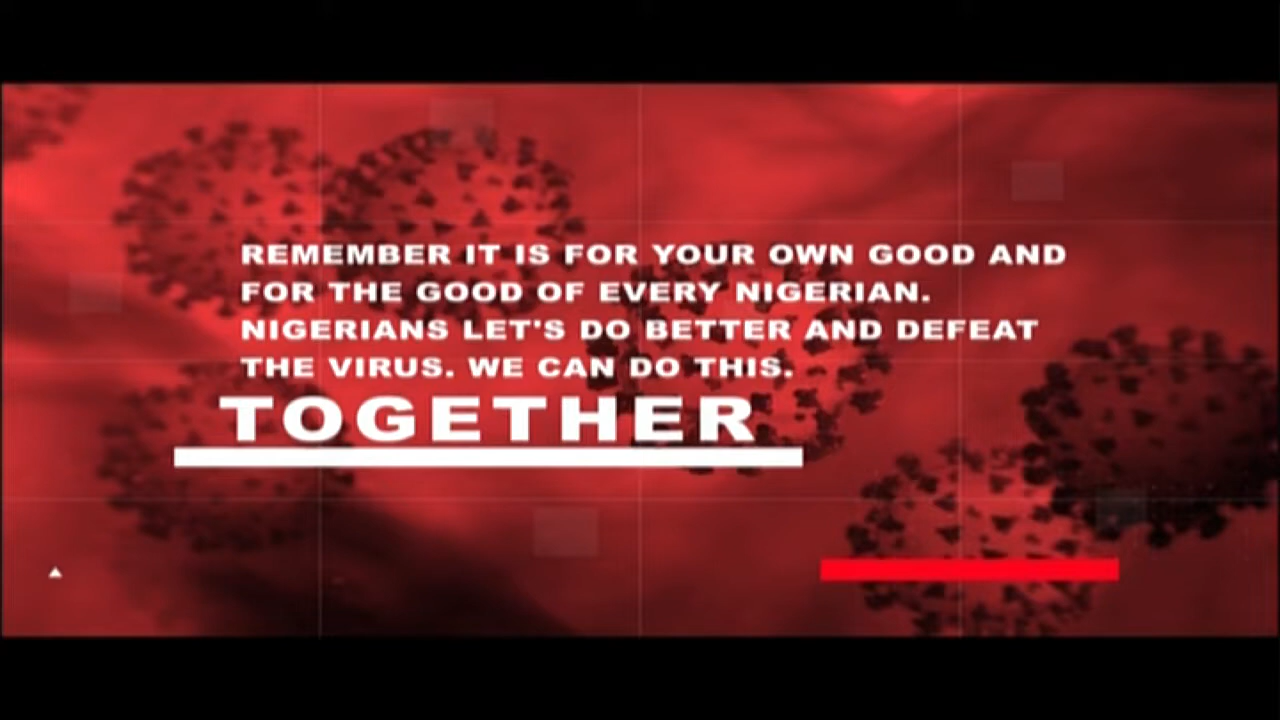 REMEMBER IT IS FOR YOUR OWN GOOD AND
FOR THE GOOD OF EVERY NIGERIAN.
NIGERIANS LET'S DO BETTER AND DEFEAT
THE VIRUS. WE CAN DO THIS.
TOGETHER